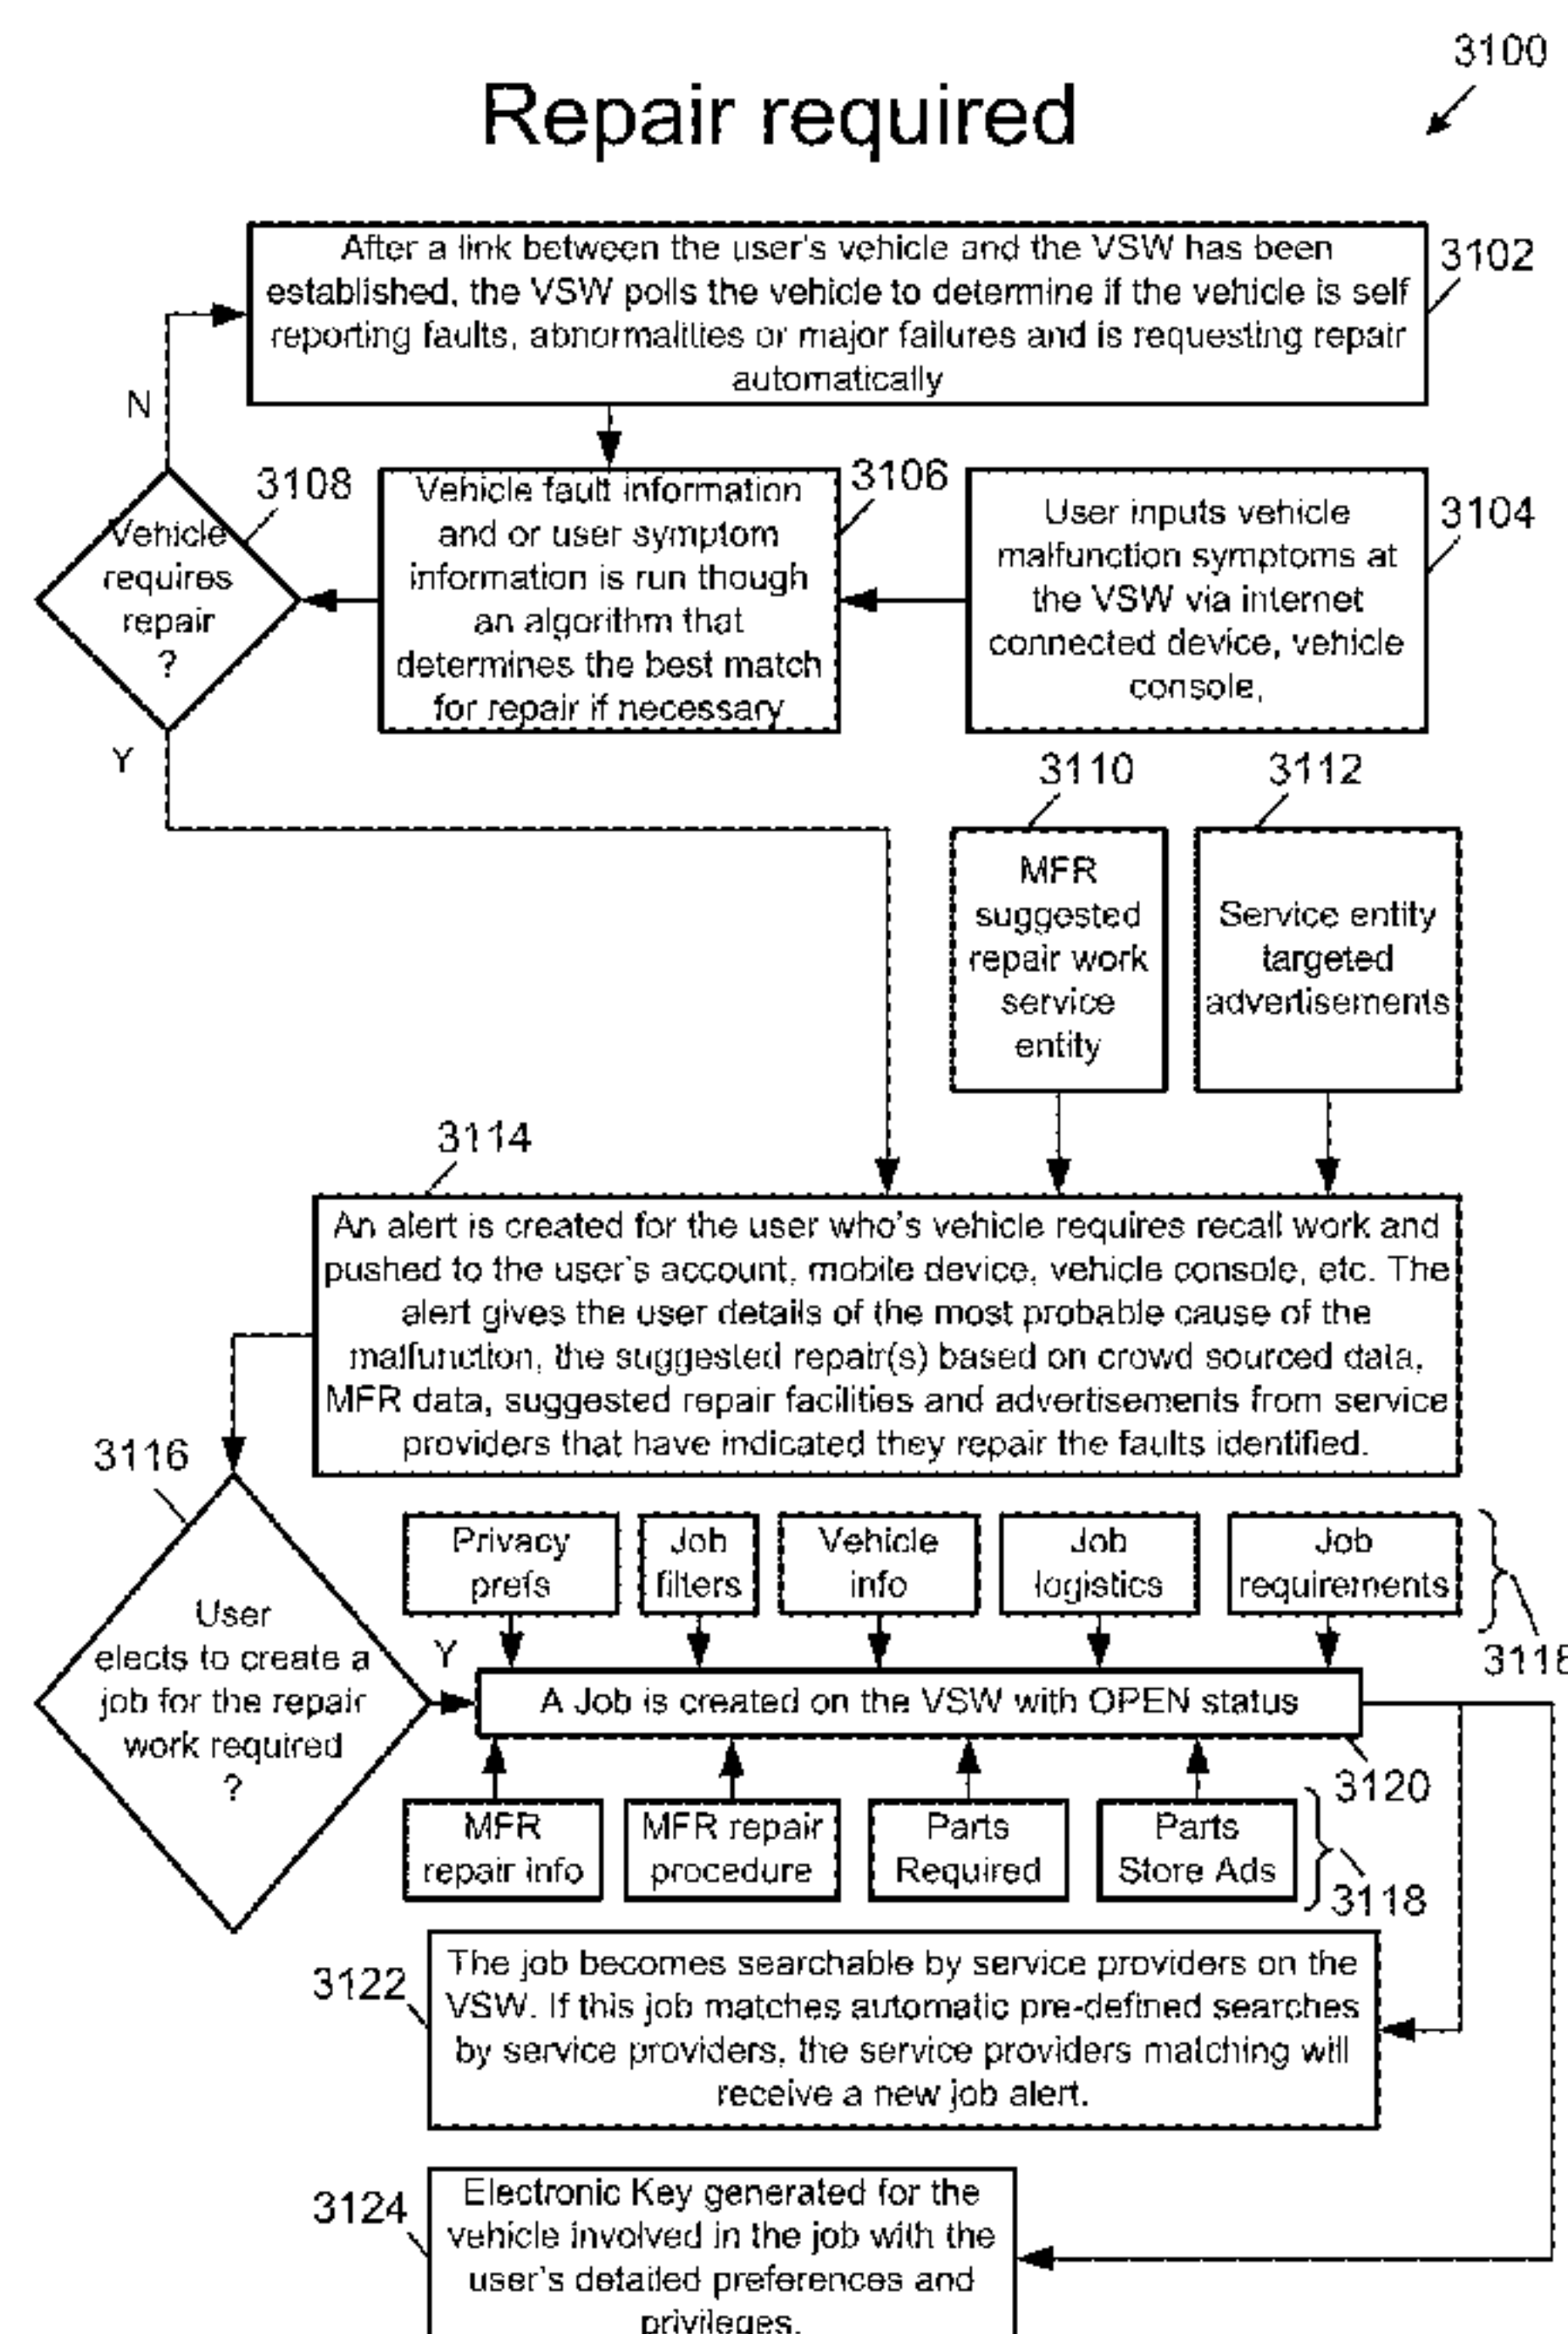 3100
Repair required
After a link between the user's vehicle and the VSW has been
established, the VSW polls the vehicle to determine if the vehicle is self
reporting faults, abnormalities or major failures and is requesting repair
automatically
3102
N
3108
Vehicle
requires
repair
?
Y
3106
Vehicle fault information
and or user symptom
information is run though
an algorithm that
determines the best match
for repair if necessary
User inputs vehicle
malfunction symptoms at
the VSW via internet
connected device, vehicle
console,
3104
3110
MFR
suggested
repair work
service
entity
3112
Service entity
targeted
advertisements
3114
An alert is created for the user who's vehicle requires recall work and
pushed to the user's account, mobile device, vehicle console, etc. The
alert gives the user details of the most probable cause of the
malfunction, the suggested repair(s) based on crowd sourced data,
MFR data, suggested repair facilities and advertisements from service
providers that have indicated they repair the faults identified.
3116
User
elects to create a
job for the repair
work required
?
Y
Privacy
prefs
Job
filters
Vehicle
info
Job
logistics
Job
requirements
3118
A Job is created on the VSW with OPEN status
3120
MFR
repair info
MFR repair
procedure
Parts
Required
Parts
Store Ads
3118
3122
The job becomes searchable by service providers on the
VSW. If this job matches automatic pre-defined searches
by service providers, the service providers matching will
receive a new job alert.
3124
Electronic Key generated for the
vehicle involved in the job with the
user's detailed preferences and
privileges.